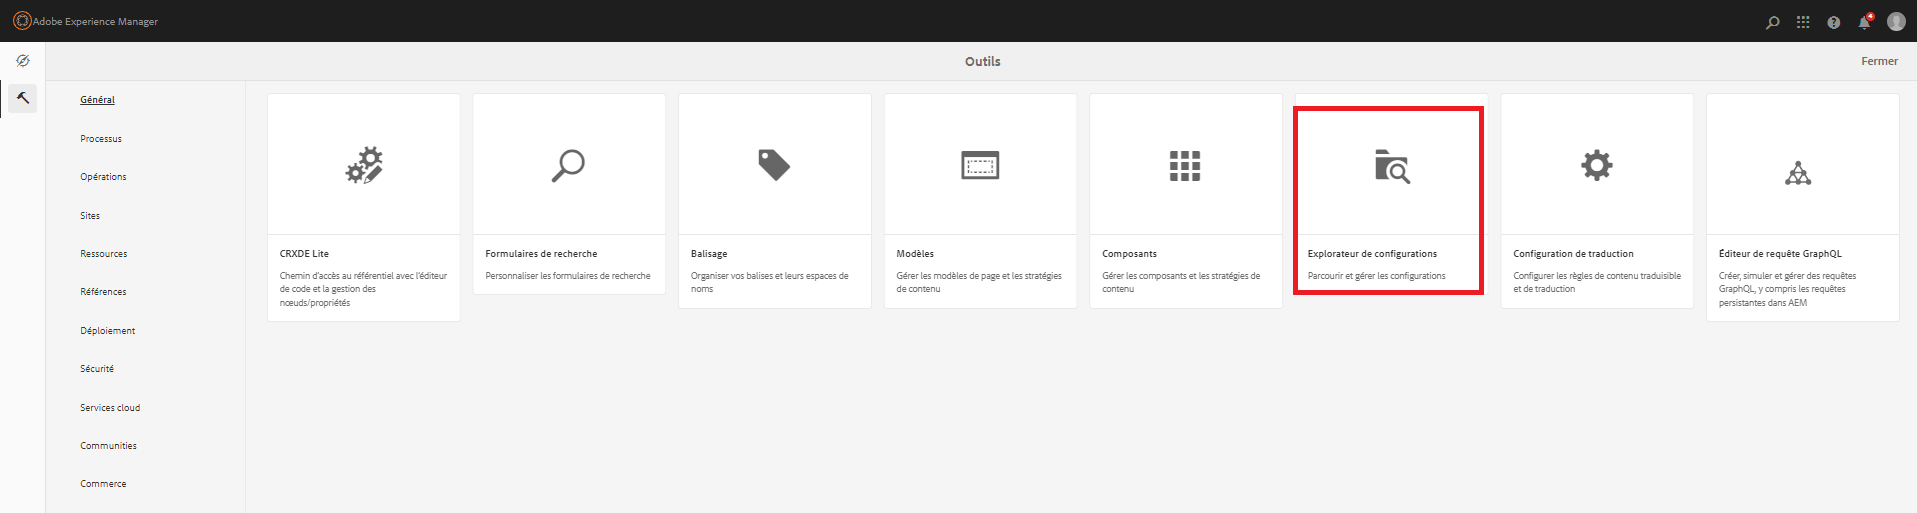 Adobe Experience Manager
4
Outils
Fermer
Général
Processus
Opérations
Sites
Ressources
Références
Déploiement
Sécurité
Services cloud
Communities
Commerce
CRXDE Lite
Chemin d'accès au référentiel avec l'éditeur
de code et la gestion des
nœuds/propriétés
Formulaires de recherche
Personnaliser les formulaires de recherche
Balisage
Organiser vos balises et leurs espaces de
noms
Modèles
Gérer les modèles de page et les stratégies
de contenu
Composants
Gérer les composants et les stratégies de
contenu
Explorateur de configurations
Parcourir et gérer les configurations
Configuration de traduction
Configurer les règles de contenu traduisible
et de traduction
Éditeur de requête GraphQL
Créer, simuler et gérer des requêtes
GraphQL, y compris les requêtes
persistantes dans AEM